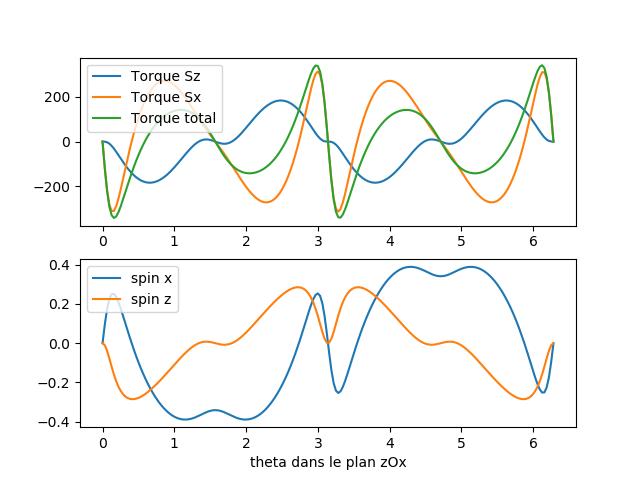 Torque Sz
Torque Sx
Torque total
200
0
−200
0 1 2 3 4 5 6
spin x
spin z
0.4
0.2
0.0
−0.2
−0.4
0 1 2 3 4 5 6
theta dans le plan zOx